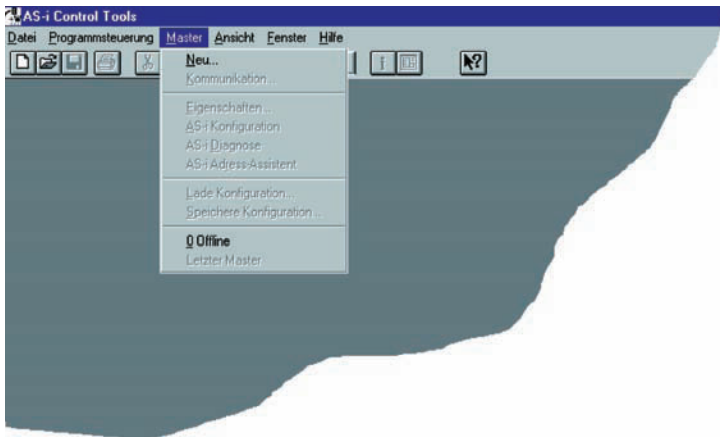 AS-i Control Tools
Datei Programmsteuerung Master Ansicht Fenster Hilfe
Neu...
Kommunikation...
Eigenschaften...
AS-i Konfiguration
AS-i Diagnose
AS-i Adress-Assistent
Lade Konfiguration...
Speichere Konfiguration...
0 Offline
Letzter Master